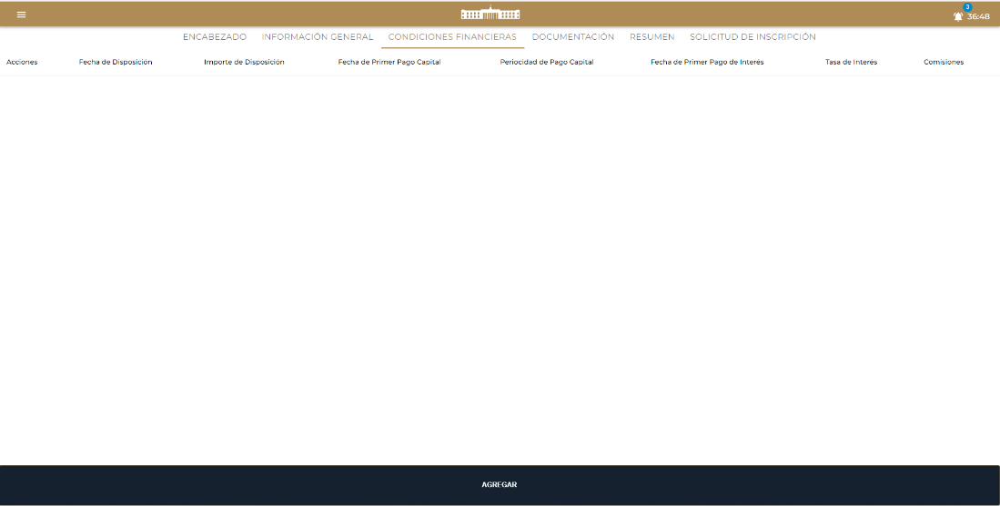 3
36:48
ENCABEZADO INFORMACIÓN GENERAL CONDICIONES FINANCIERAS DOCUMENTACIÓN RESUMEN SOLICITUD DE INSCRIPCIÓN
Acciones Fecha de Disposición Importe de Disposición Fecha de Primer Pago Capital Periocidad de Pago Capital Fecha de Primer Pago de Interés Tasa de Interés Comisiones
AGREGAR